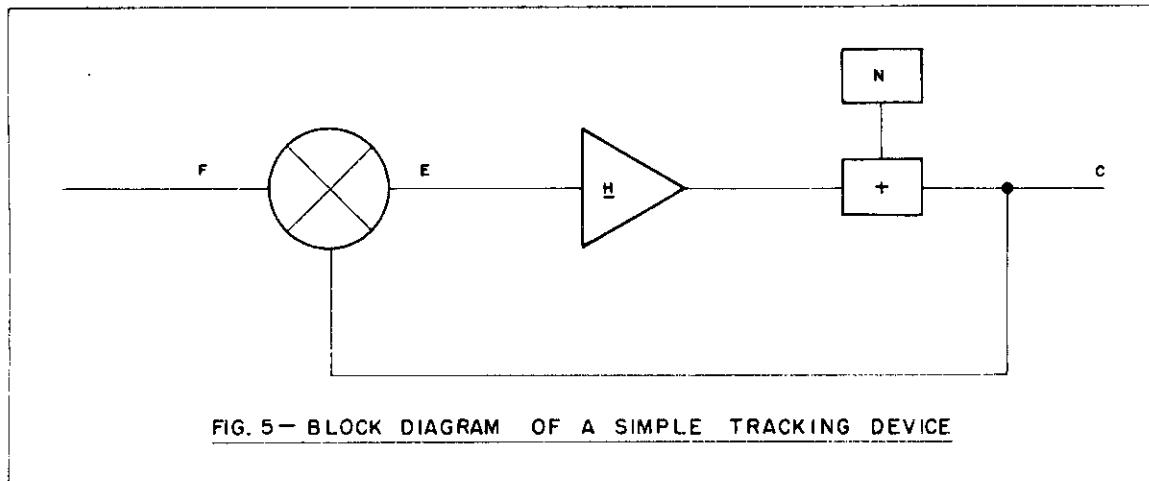 N
F
E
H
+
C
FIG. 5— BLOCK DIAGRAM OF A SIMPLE TRACKING DEVICE